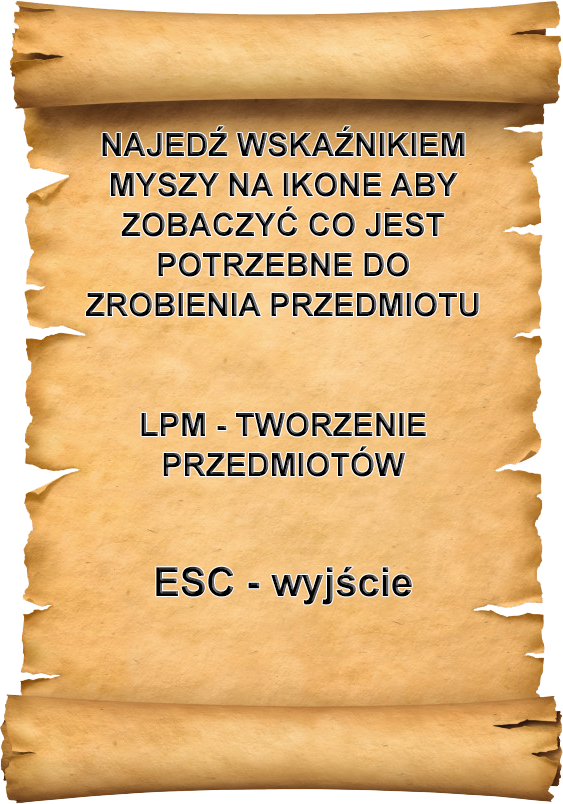 NAJEDŹ WSKAŹNIKIEM
MYSZY NA IKONE ABY
ZOBACZYĆ CO JEST
POTRZEBNE DO
ZROBIENIA PRZEDMIOTU
LPM - TWORZENIE
PRZEDMIOTÓW
ESC - wyjście